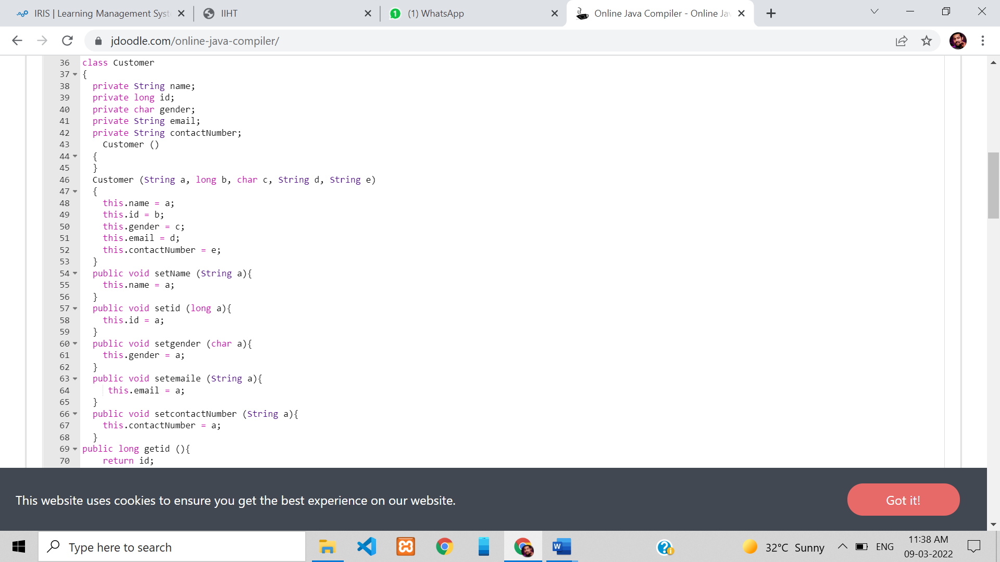 IRIS | Learning Management Syst
IIHT
(1) WhatsApp
Online Java Compiler - Online Jav
jdoodle.com/online-java-compiler/
36 class Customer
37 {
38 private String name;
39 private long id;
40 private char gender;
41 private String email;
42 private String contactNumber;
43 Customer ()
44 {
45 }
46 Customer (String a, long b, char c, String d, String e)
47 {
48 this.name = a;
49 this.id = b;
50 this.gender = c;
51 this.email = d;
52 this.contactNumber = e;
53 }
54 public void setName (String a){
55 this.name = a;
56 }
57 public void setid (long a){
58 this.id = a;
59 }
60 public void setgender (char a){
61 this.gender = a;
62 }
63 public void setemaile (String a){
64 this.email = a;
65 }
66 public void setcontactNumber (String a){
67 this.contactNumber = a;
68 }
69 public long getid (){
70 return id;
This website uses cookies to ensure you get the best experience on our website.
Got it!
Type here to search
32°C Sunny
ENG
11:38 AM
09-03-2022